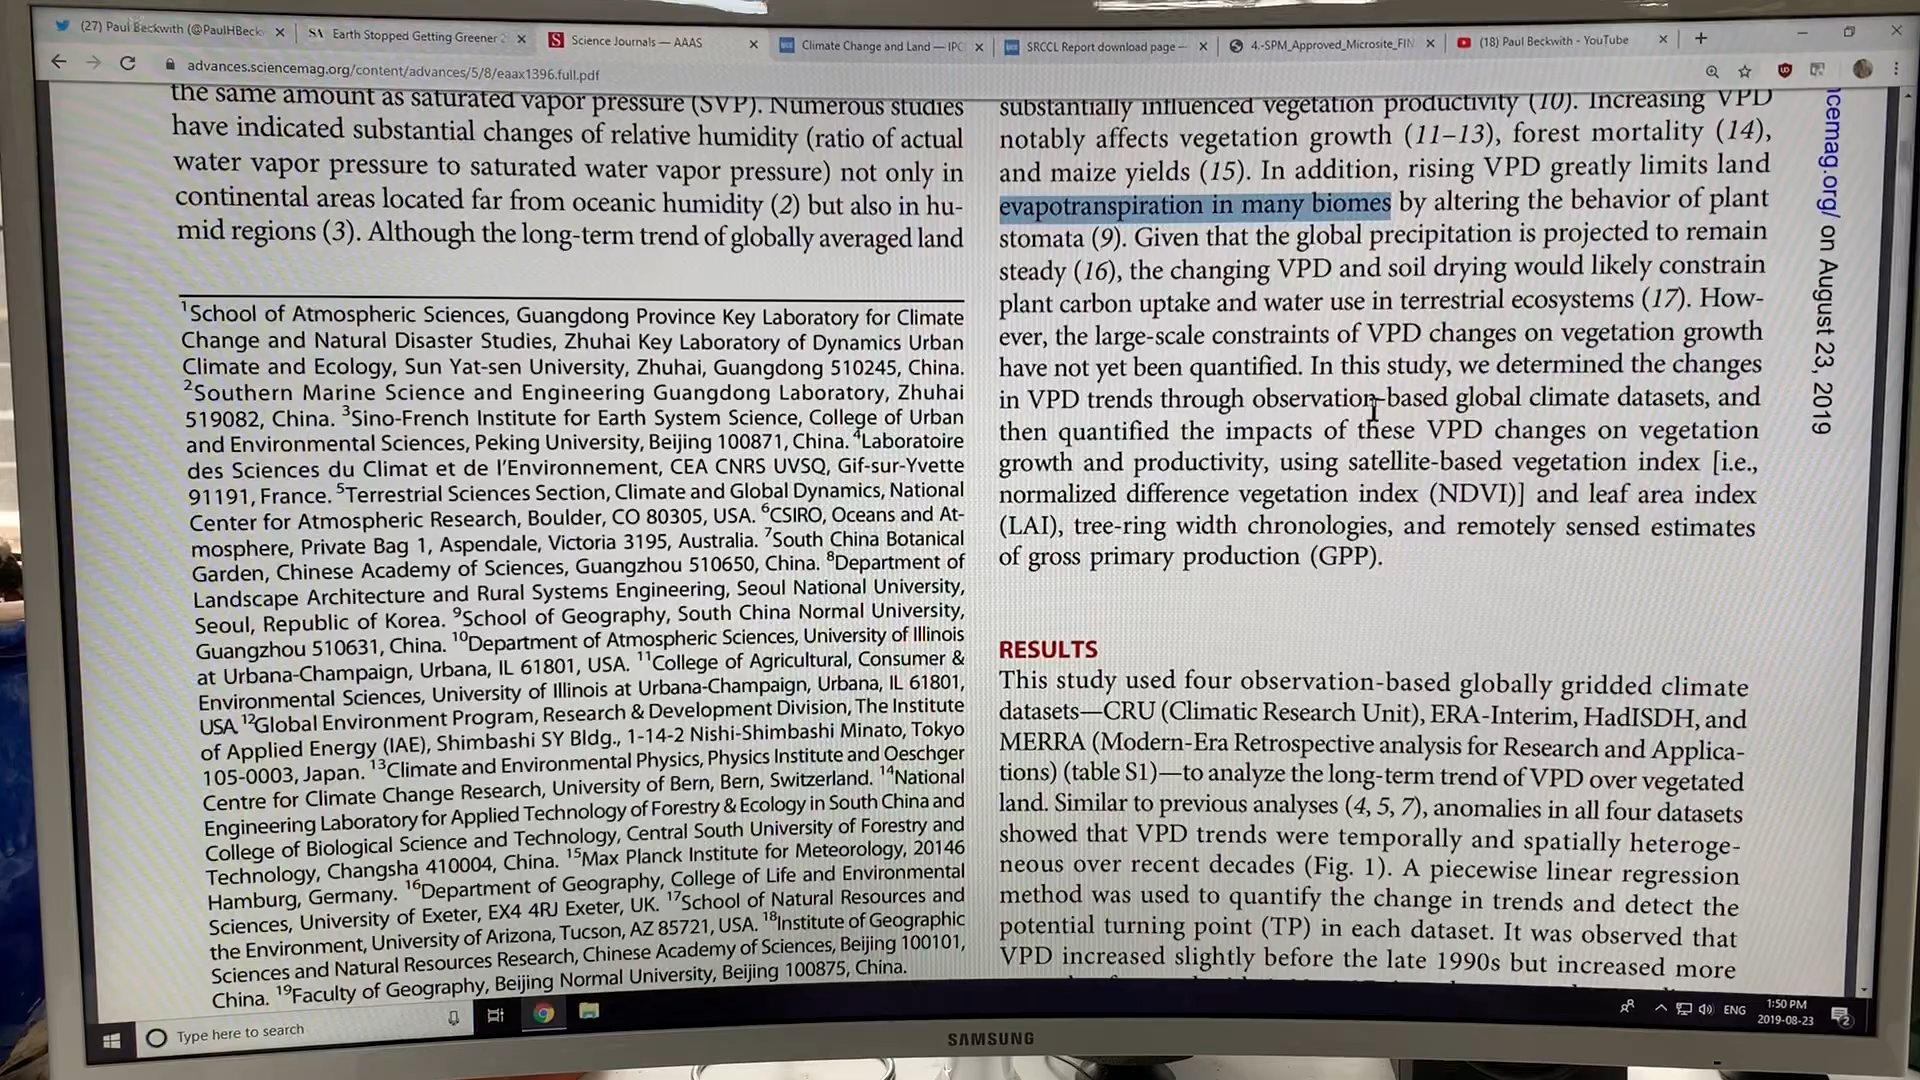 (27) Paul Beckwith (@PaulHBeck
SA Earth Stopped Getting Greener 2
S Science Journals — AAAS
Climate Change and Land — IPC
SRCCL Report download page —
4.-SPM_Approved_Microsite_FIN
(18) Paul Beckwith - YouTube
advances.sciencemag.org/content/advances/5/8/eaax1396.full.pdf
the same amount as saturated vapor pressure (SVP). Numerous studies
have indicated substantial changes of relative humidity (ratio of actual
water vapor pressure to saturated water vapor pressure) not only in
continental areas located far from oceanic humidity (2) but also in hu-
mid regions (3). Although the long-term trend of globally averaged land
1School of Atmospheric Sciences, Guangdong Province Key Laboratory for Climate
Change and Natural Disaster Studies, Zhuhai Key Laboratory of Dynamics Urban
Climate and Ecology, Sun Yat-sen University, Zhuhai, Guangdong 510245, China.
2Southern Marine Science and Engineering Guangdong Laboratory, Zhuhai
519082, China. 3Sino-French Institute for Earth System Science, College of Urban
and Environmental Sciences, Peking University, Beijing 100871, China. 4Laboratoire
des Sciences du Climat et de l'Environnement, CEA CNRS UVSQ, Gif-sur-Yvette
91191, France. 5Terrestrial Sciences Section, Climate and Global Dynamics, National
Center for Atmospheric Research, Boulder, CO 80305, USA. 6CSIRO, Oceans and At-
mosphere, Private Bag 1, Aspendale, Victoria 3195, Australia. 7South China Botanical
Garden, Chinese Academy of Sciences, Guangzhou 510650, China. 8Department of
Landscape Architecture and Rural Systems Engineering, Seoul National University,
Seoul, Republic of Korea. 9School of Geography, South China Normal University,
Guangzhou 510631, China. 10Department of Atmospheric Sciences, University of Illinois
at Urbana-Champaign, Urbana, IL 61801, USA. 11College of Agricultural, Consumer &
Environmental Sciences, University of Illinois at Urbana-Champaign, Urbana, IL 61801,
USA. 12Global Environment Program, Research & Development Division, The Institute
of Applied Energy (IAE), Shimbashi SY Bldg., 1-14-2 Nishi-Shimbashi Minato, Tokyo
105-0003, Japan. 13Climate and Environmental Physics, Physics Institute and Oeschger
Centre for Climate Change Research, University of Bern, Bern, Switzerland. 14National
Engineering Laboratory for Applied Technology of Forestry & Ecology in South China and
College of Biological Science and Technology, Central South University of Forestry and
Technology, Changsha 410004, China. 15Max Planck Institute for Meteorology, 20146
Hamburg, Germany. 16Department of Geography, College of Life and Environmental
Sciences, University of Exeter, EX4 4RJ Exeter, UK. 17School of Natural Resources and
the Environment, University of Arizona, Tucson, AZ 85721, USA. 18Institute of Geographic
Sciences and Natural Resources Research, Chinese Academy of Sciences, Beijing 100101,
China. 19Faculty of Geography, Beijing Normal University, Beijing 100875, China.
substantially influenced vegetation productivity (10). Increasing VPD
notably affects vegetation growth (11–13), forest mortality (14),
and maize yields (15). In addition, rising VPD greatly limits land
evapotranspiration in many biomes by altering the behavior of plant
stomata (9). Given that the global precipitation is projected to remain
steady (16), the changing VPD and soil drying would likely constrain
plant carbon uptake and water use in terrestrial ecosystems (17). How-
ever, the large-scale constraints of VPD changes on vegetation growth
have not yet been quantified. In this study, we determined the changes
in VPD trends through observation-based global climate datasets, and
then quantified the impacts of these VPD changes on vegetation
growth and productivity, using satellite-based vegetation index [i.e.,
normalized difference vegetation index (NDVI)] and leaf area index
(LAI), tree-ring width chronologies, and remotely sensed estimates
of gross primary production (GPP).
RESULTS
This study used four observation-based globally gridded climate
datasets—CRU (Climatic Research Unit), ERA-Interim, HadISDH, and
MERRA (Modern-Era Retrospective analysis for Research and Applica-
tions) (table S1)—to analyze the long-term trend of VPD over vegetated
land. Similar to previous analyses (4, 5, 7), anomalies in all four datasets
showed that VPD trends were temporally and spatially heteroge-
neous over recent decades (Fig. 1). A piecewise linear regression
method was used to quantify the change in trends and detect the
potential turning point (TP) in each dataset. It was observed that
VPD increased slightly before the late 1990s but increased more
ncemag.org/ on August 23, 2019
Type here to search
ENG
1:50 PM
2019-08-23
2
SAMSUNG